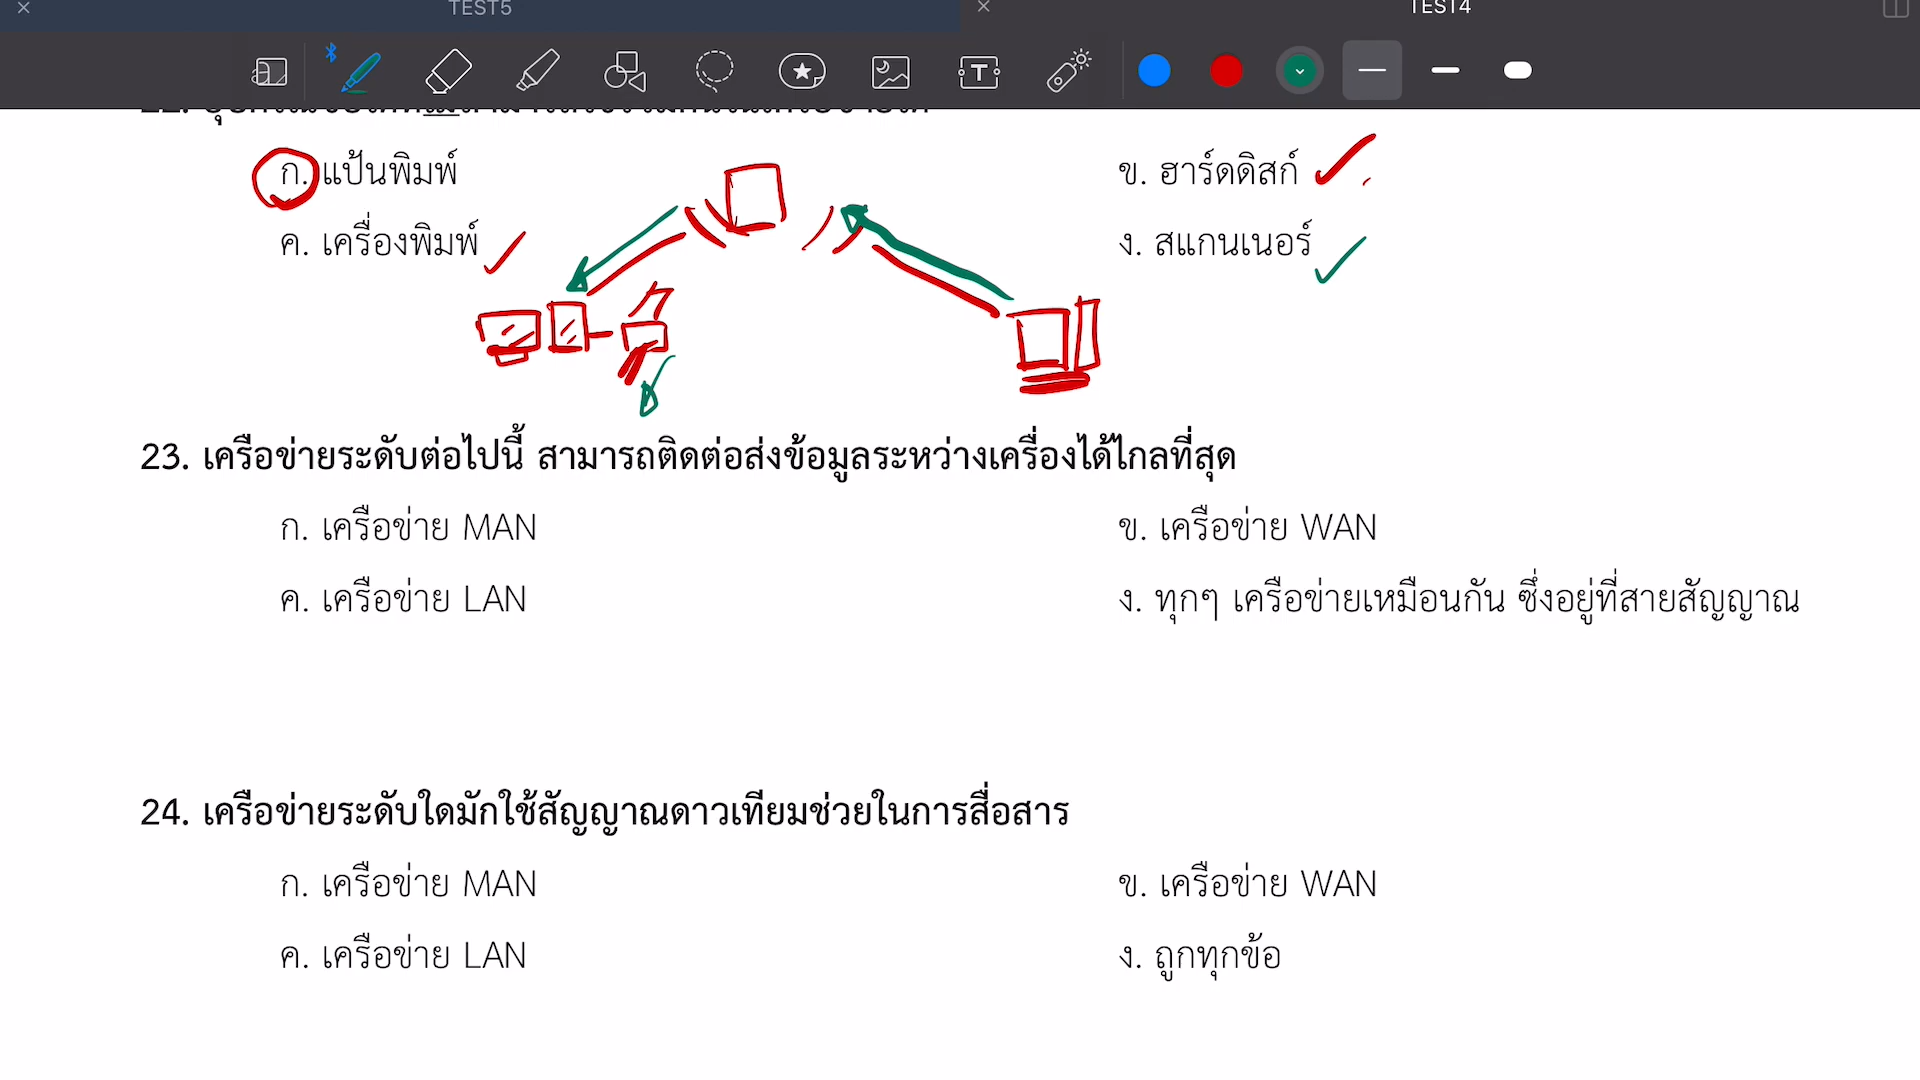 TEST5
TEST4
ก. แป้นพิมพ์
ข. ฮาร์ดดิสก์
ค. เครื่องพิมพ์
ง. สแกนเนอร์
23. เครือข่ายระดับต่อไปนี้ สามารถติดต่อส่งข้อมูลระหว่างเครื่องได้ไกลที่สุด
ก. เครือข่าย MAN
ข. เครือข่าย WAN
ค. เครือข่าย LAN
ง. ทุกๆ เครือข่ายเหมือนกัน ซึ่งอยู่ที่สายสัญญาณ
24. เครือข่ายระดับใดมักใช้สัญญาณดาวเทียมช่วยในการสื่อสาร
ก. เครือข่าย MAN
ข. เครือข่าย WAN
ค. เครือข่าย LAN
ง. ถูกทุกข้อ